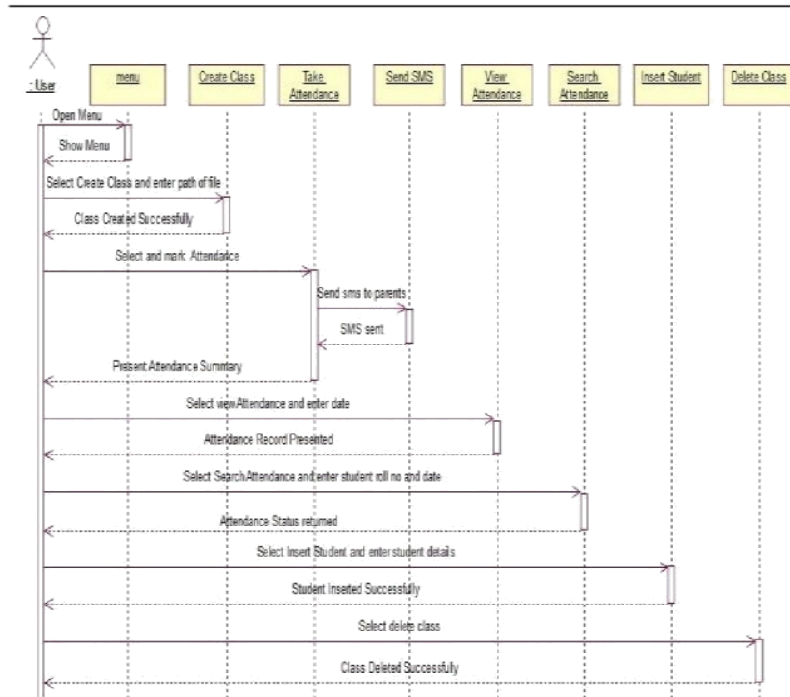 : User
menu
Create Class
Take
Attendance
Send SMS
View
Attendance
Search
Attendance
Insert Student
Delete Class
Open Menu
Show Menu
Select Create Class and enter path of file
Class Created Successfully
Select and mark Attendance
Send sms to parents
SMS sent
Present Attendance Summary
Select view Attendance and enter date
Attendance Record Presented
Select Search Attendance and enter student roll no and date
Attendance Status returned
Select Insert Student and enter student details
Student Inserted Successfully
Select delete class
Class Deleted Successfully